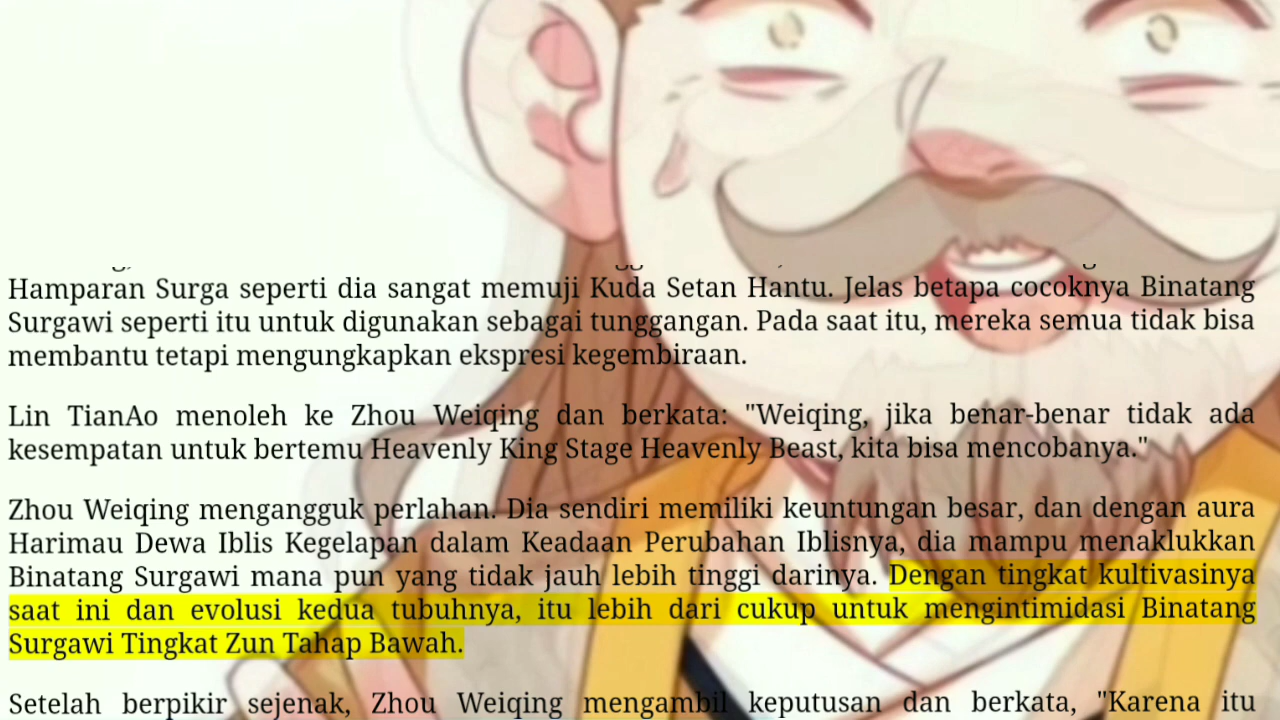 Hamparan Surga seperti dia sangat memuji Kuda Setan Hantu. Jelas betapa cocoknya Binatang
Surgawi seperti itu untuk digunakan sebagai tunggangan. Pada saat itu, mereka semua tidak bisa
membantu tetapi mengungkapkan ekspresi kegembiraan.
Lin TianAo menoleh ke Zhou Weiqing dan berkata: "Weiqing, jika benar-benar tidak ada
kesempatan untuk bertemu Heavenly King Stage Heavenly Beast, kita bisa mencobanya."
Zhou Weiqing mengangguk perlahan. Dia sendiri memiliki keuntungan besar, dan dengan aura
Harimau Dewa Iblis Kegelapan dalam Keadaan Perubahan Iblisnya, dia mampu menaklukkan
Binatang Surgawi mana pun yang tidak jauh lebih tinggi darinya. Dengan tingkat kultivasinya
saat ini dan evolusi kedua tubuhnya, itu lebih dari cukup untuk mengintimidasi Binatang
Surgawi Tingkat Zun Tahap Bawah.
Setelah berpikir sejenak, Zhou Weiqing mengambil keputusan dan berkata, "Karena itu